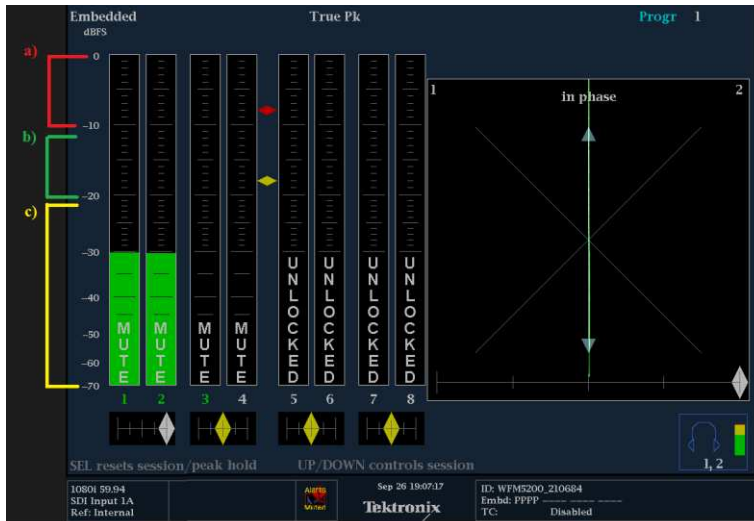 Embedded True Pk Progr 1
dBFS
a) 0
-10
b)
-20
c)
-30
-40
-50
-60
-70
MUTE MUTE MUTE MUTE UNLOCKED UNLOCKED UNLOCKED UNLOCKED
1 2 3 4 5 6 7 8
1 2
in phase
SEL resets session/peak hold UP/DOWN controls session
1, 2
1080i 59.94
SDI Input 1A
Ref: Internal
Alerts
Muted
Sep 26 19:07:17
Tektronix
ID: WFM5200_210684
Embd: PPPP ---- ---- ----
TC: Disabled